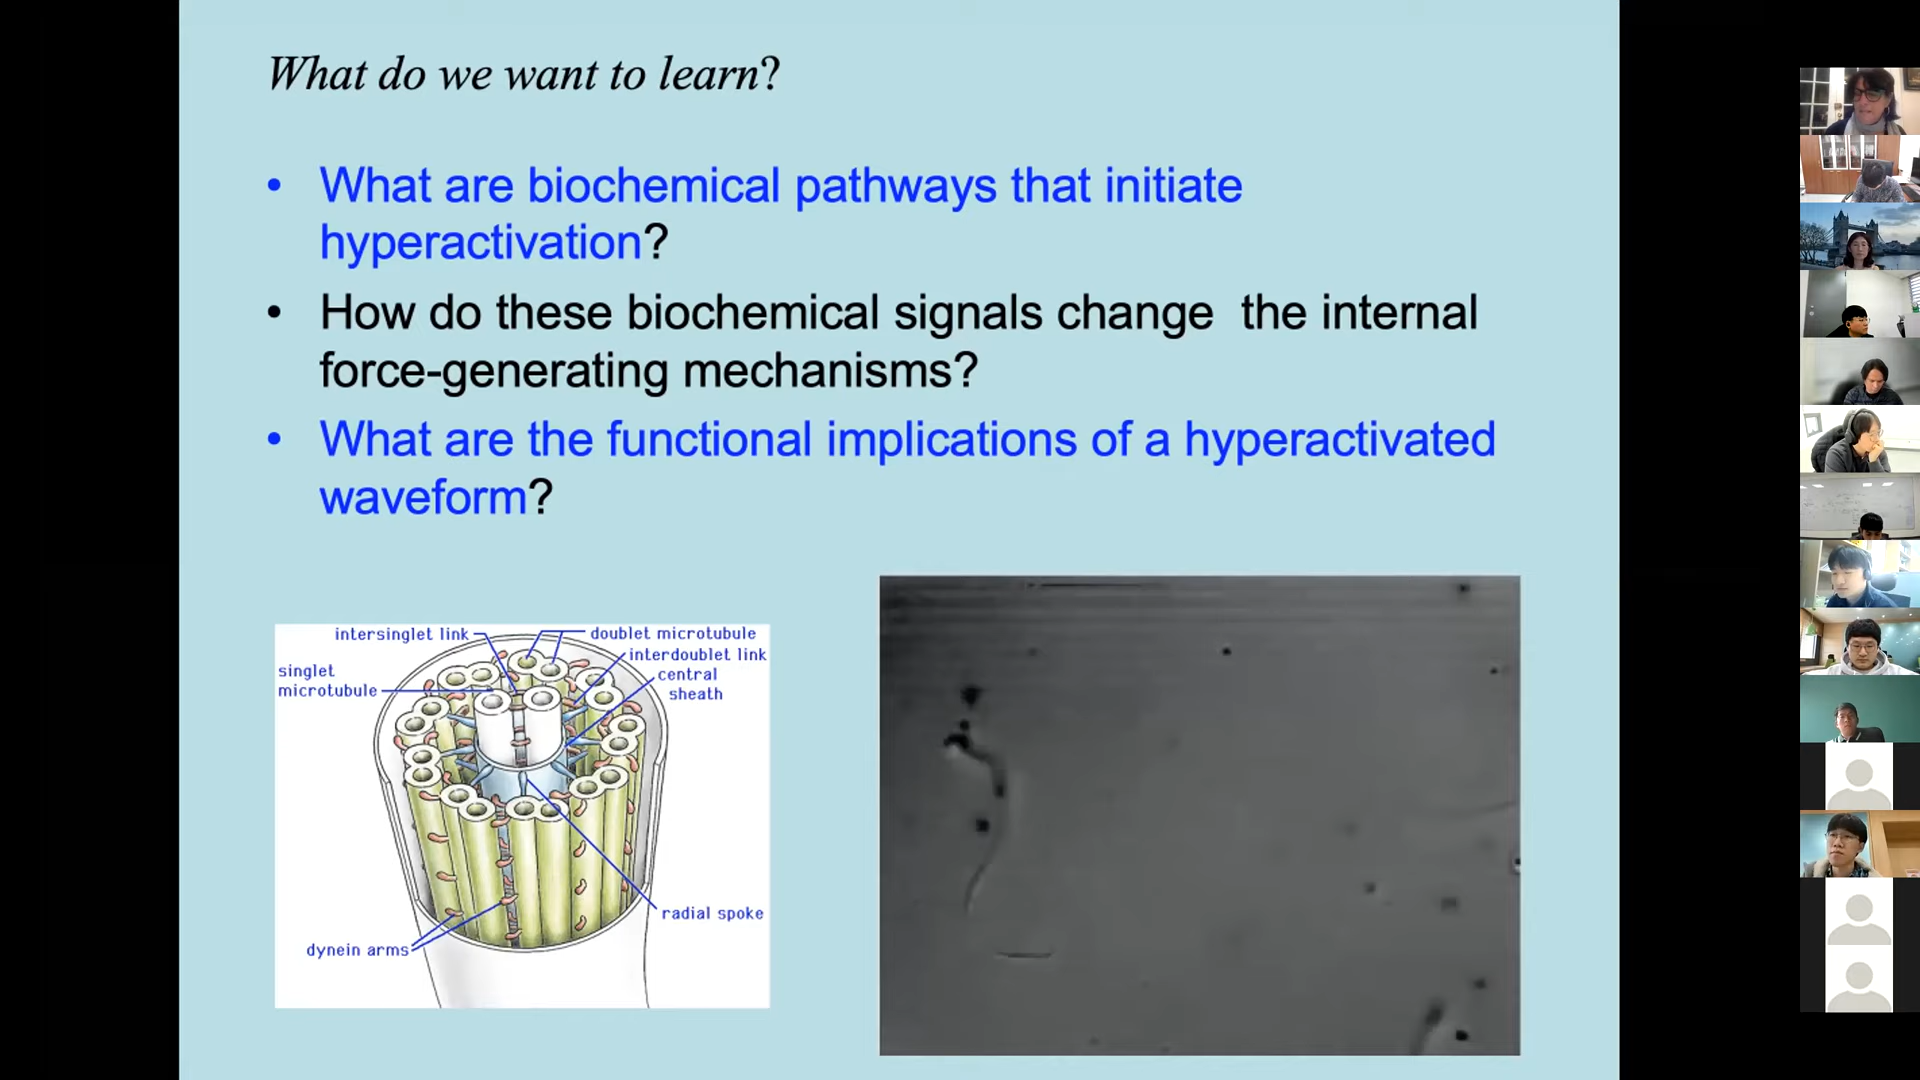 What do we want to learn?
• What are biochemical pathways that initiate
hyperactivation?
• How do these biochemical signals change the internal
force-generating mechanisms?
• What are the functional implications of a hyperactivated
waveform?
intersinglet link
doublet microtubule
interdoublet link
singlet
microtubule
central
sheath
radial spoke
dynein arms